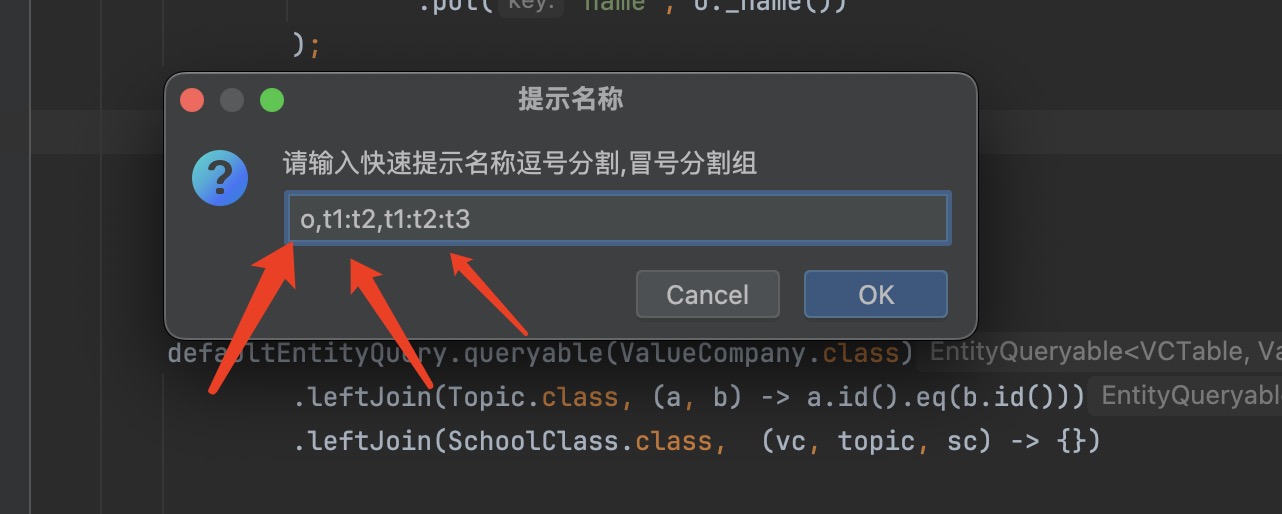 .put( key: "name", o._name())
);
提示名称
请输入快速提示名称逗号分割,冒号分割组
o,t1:t2,t1:t2:t3
Cancel
OK
defaultEntityQuery.queryable(ValueCompany.class) EntityQueryable<VCTable, Va
.leftJoin(Topic.class, (a, b) -> a.id().eq(b.id())) EntityQueryabl
.leftJoin(SchoolClass.class, (vc, topic, sc) -> {})